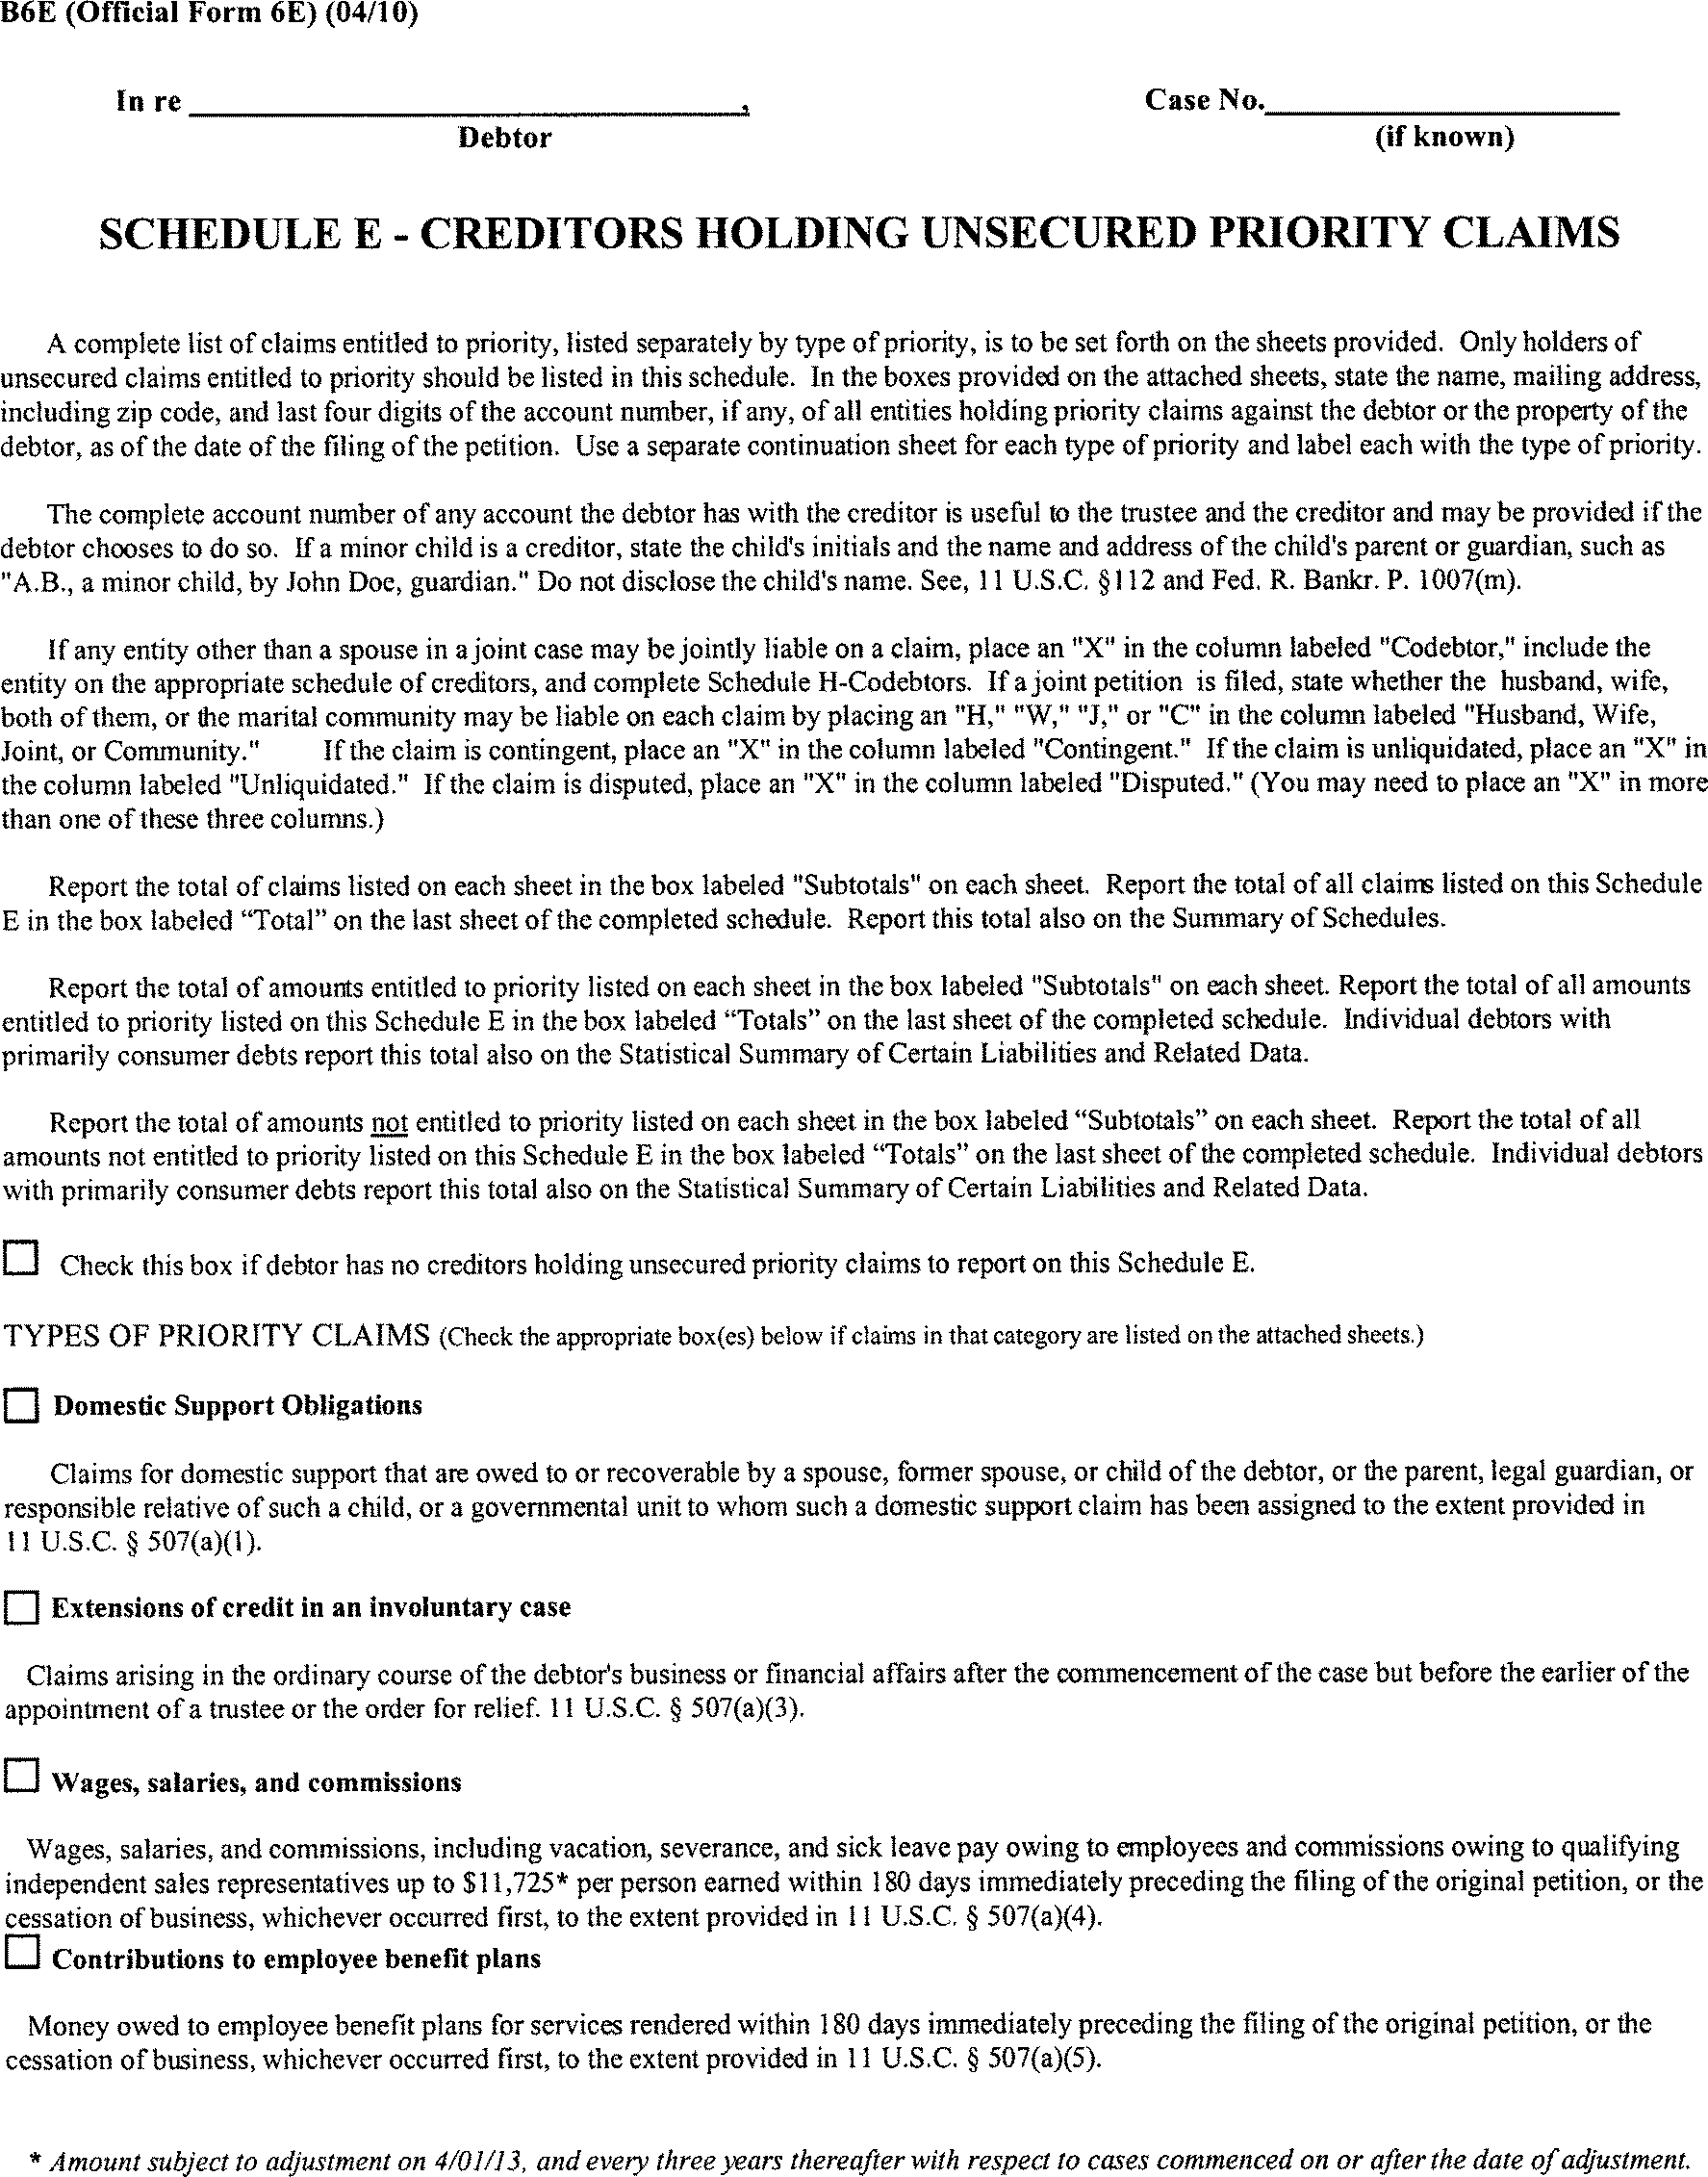 B6E (Official Form 6E) (04/10)
In re ____________________, Case No.____________________
Debtor (if known)
SCHEDULE E - CREDITORS HOLDING UNSECURED PRIORITY CLAIMS
A complete list of claims entitled to priority, listed separately by type of priority, is to be set forth on the sheets provided. Only holders of
unsecured claims entitled to priority should be listed in this schedule. In the boxes provided on the attached sheets, state the name, mailing address,
including zip code, and last four digits of the account number, if any, of all entities holding priority claims against the debtor or the property of the
debtor, as of the date of the filing of the petition. Use a separate continuation sheet for each type of priority and label each with the type of priority.
The complete account number of any account the debtor has with the creditor is useful to the trustee and the creditor and may be provided if the
debtor chooses to do so. If a minor child is a creditor, state the child's initials and the name and address of the child's parent or guardian, such as
"A.B., a minor child, by John Doe, guardian." Do not disclose the child's name. See, 11 U.S.C. §112 and Fed. R. Bankr. P. 1007(m).
If any entity other than a spouse in a joint case may be jointly liable on a claim, place an "X" in the column labeled "Codebtor," include the
entity on the appropriate schedule of creditors, and complete Schedule H-Codebtors. If a joint petition is filed, state whether the husband, wife,
both of them, or the marital community may be liable on each claim by placing an "H," "W," "J," or "C" in the column labeled "Husband, Wife,
Joint, or Community." If the claim is contingent, place an "X" in the column labeled "Contingent." If the claim is unliquidated, place an "X" in
the column labeled "Unliquidated." If the claim is disputed, place an "X" in the column labeled "Disputed." (You may need to place an "X" in more
than one of these three columns.)
Report the total of claims listed on each sheet in the box labeled "Subtotals" on each sheet. Report the total of all claims listed on this Schedule
E in the box labeled “Total” on the last sheet of the completed schedule. Report this total also on the Summary of Schedules.
Report the total of amounts entitled to priority listed on each sheet in the box labeled "Subtotals" on each sheet. Report the total of all amounts
entitled to priority listed on this Schedule E in the box labeled “Totals” on the last sheet of the completed schedule. Individual debtors with
primarily consumer debts report this total also on the Statistical Summary of Certain Liabilities and Related Data.
Report the total of amounts not entitled to priority listed on each sheet in the box labeled “Subtotals” on each sheet. Report the total of all
amounts not entitled to priority listed on this Schedule E in the box labeled “Totals” on the last sheet of the completed schedule. Individual debtors
with primarily consumer debts report this total also on the Statistical Summary of Certain Liabilities and Related Data.
☐ Check this box if debtor has no creditors holding unsecured priority claims to report on this Schedule E.
TYPES OF PRIORITY CLAIMS (Check the appropriate box(es) below if claims in that category are listed on the attached sheets.)
☐ Domestic Support Obligations
Claims for domestic support that are owed to or recoverable by a spouse, former spouse, or child of the debtor, or the parent, legal guardian, or
responsible relative of such a child, or a governmental unit to whom such a domestic support claim has been assigned to the extent provided in
11 U.S.C. § 507(a)(1).
☐ Extensions of credit in an involuntary case
Claims arising in the ordinary course of the debtor's business or financial affairs after the commencement of the case but before the earlier of the
appointment of a trustee or the order for relief. 11 U.S.C. § 507(a)(3).
☐ Wages, salaries, and commissions
Wages, salaries, and commissions, including vacation, severance, and sick leave pay owing to employees and commissions owing to qualifying
independent sales representatives up to $11,725* per person earned within 180 days immediately preceding the filing of the original petition, or the
cessation of business, whichever occurred first, to the extent provided in 11 U.S.C. § 507(a)(4).
☐ Contributions to employee benefit plans
Money owed to employee benefit plans for services rendered within 180 days immediately preceding the filing of the original petition, or the
cessation of business, whichever occurred first, to the extent provided in 11 U.S.C. § 507(a)(5).
* Amount subject to adjustment on 4/01/13, and every three years thereafter with respect to cases commenced on or after the date of adjustment.